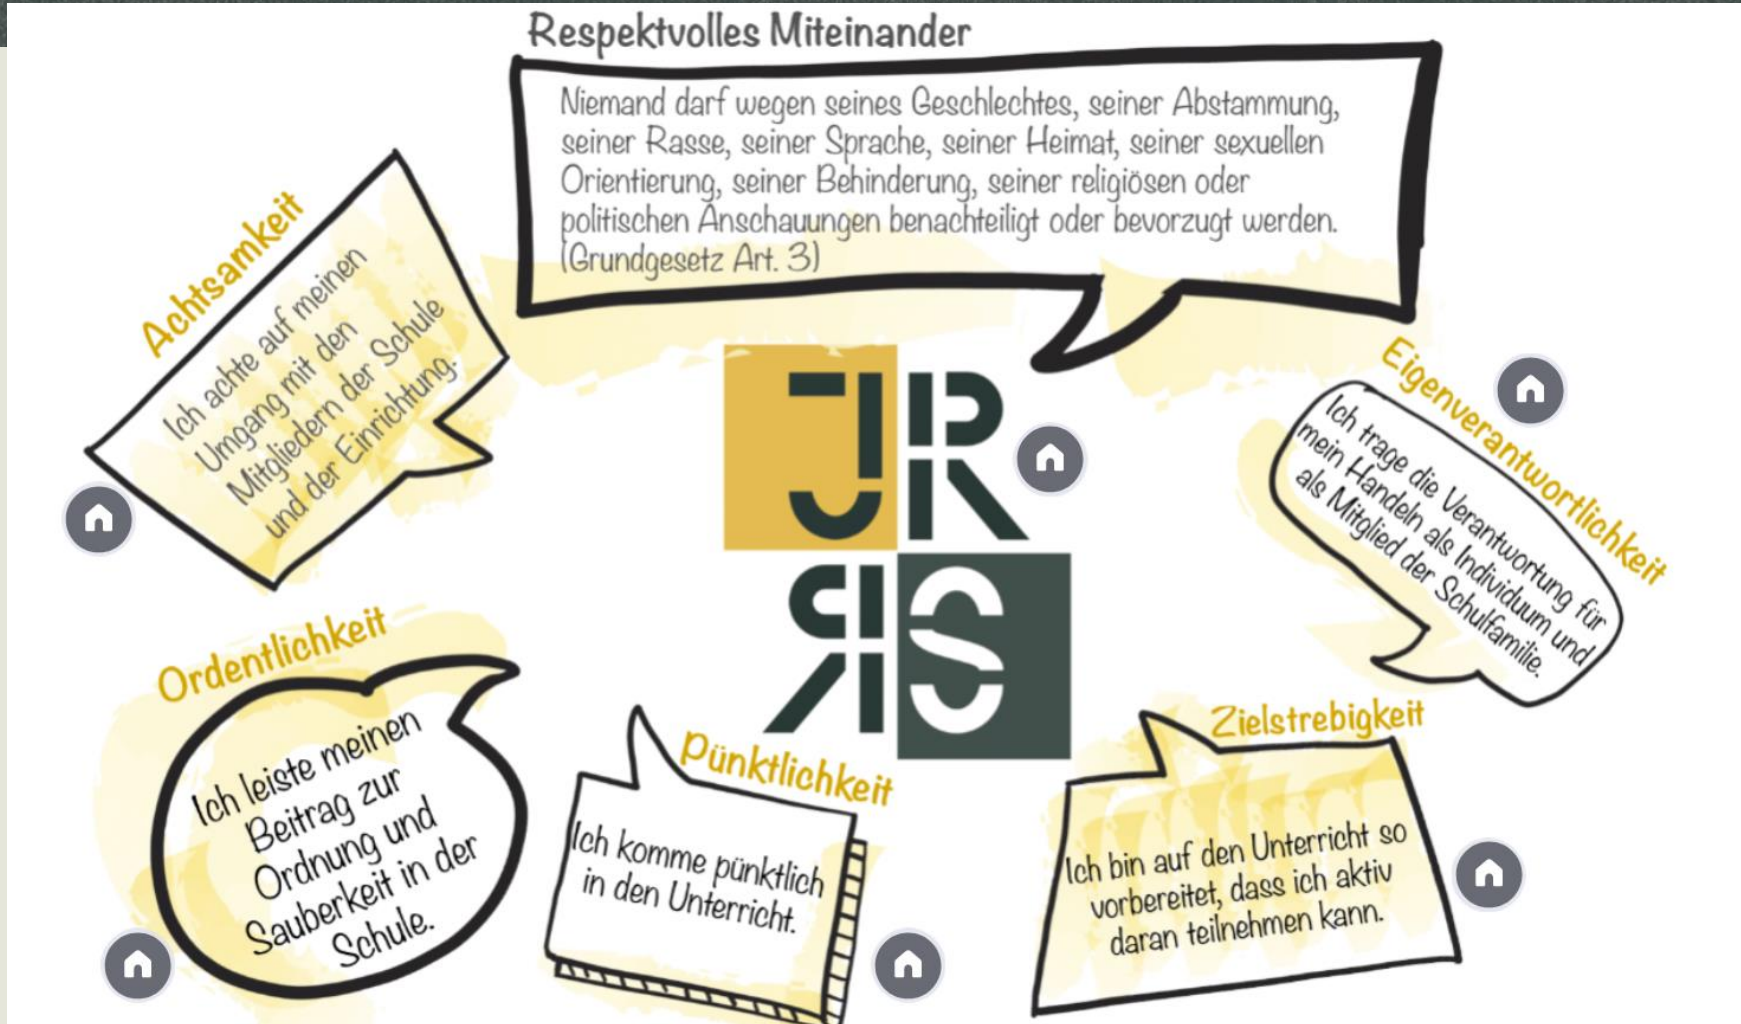 Respektvolles Miteinander
Niemand darf wegen seines Geschlechtes, seiner Abstammung,
seiner Rasse, seiner Sprache, seiner Heimat, seiner sexuellen
Orientierung, seiner Behinderung, seiner religiösen oder
politischen Anschauungen benachteiligt oder bevorzugt werden.
(Grundgesetz Art. 3)
Achtsamkeit
Ich achte auf meinen
Umgang mit den
Mitgliedern der Schule
und der Einrichtung.
JR
RS
Eigenverantwortlichkeit
Ich trage die Verantwortung für
mein Handeln als Individuum und
als Mitglied der Schulfamilie.
Ordentlichkeit
Ich leiste meinen
Beitrag zur
Ordnung und
Sauberkeit in der
Schule.
Pünktlichkeit
Ich komme pünktlich
in den Unterricht.
Zielstrebigkeit
Ich bin auf den Unterricht so
vorbereitet, dass ich aktiv
daran teilnehmen kann.